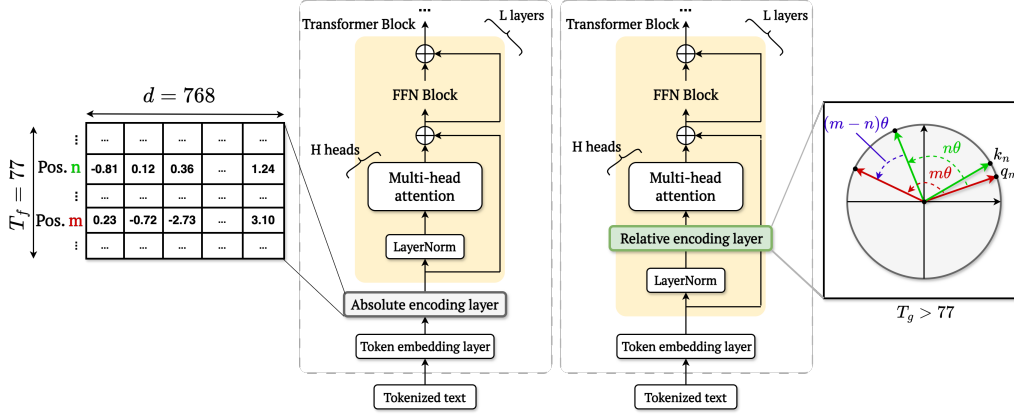 d = 768
T_f = 77
...
... ... ... ... ...
Pos. n
-0.81 0.12 0.36 ... 1.24
...
... ... ... ... ...
Pos. m
0.23 -0.72 -2.73 ... 3.10
...
... ... ... ... ...
...
Transformer Block
L layers
FFN Block
H heads
Multi-head
attention
LayerNorm
Absolute encoding layer
Token embedding layer
Tokenized text
...
Transformer Block
L layers
FFN Block
H heads
Multi-head
attention
Relative encoding layer
LayerNorm
Token embedding layer
Tokenized text
(m − n)θ
nθ
mθ
k_n
T_g > 77